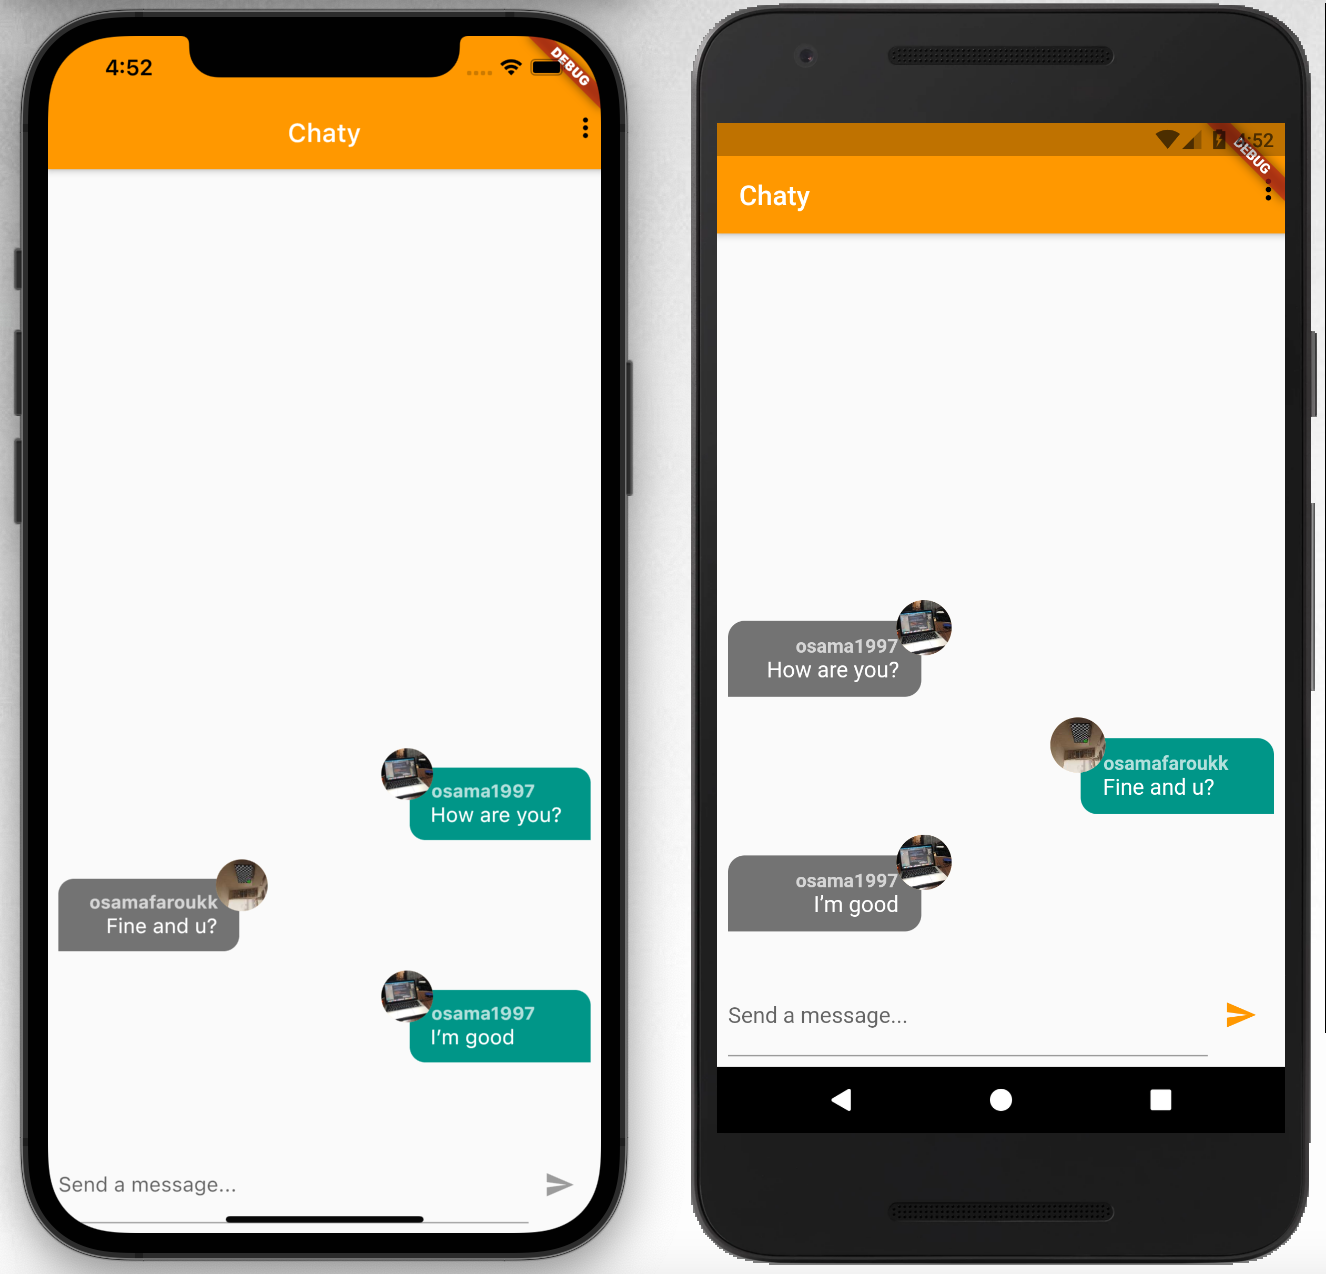 4:52
DEBUG
Chaty
osama1997
How are you?
osamafaroukk
Fine and u?
osama1997
I'm good
Send a message...
4:52
DEBUG
Chaty
osama1997
How are you?
osamafaroukk
Fine and u?
osama1997
I'm good
Send a message...